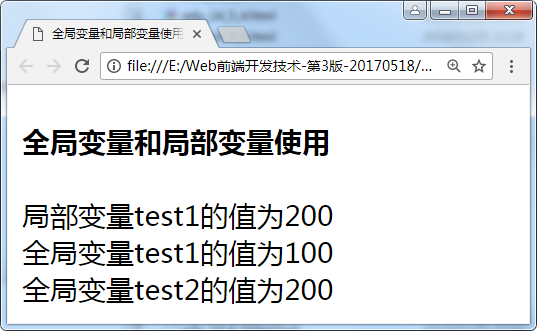 全局变量和局部变量使用
file:///E:/Web前端开发技术-第3版-20170518/...
全局变量和局部变量使用
局部变量test1的值为200
全局变量test1的值为100
全局变量test2的值为200